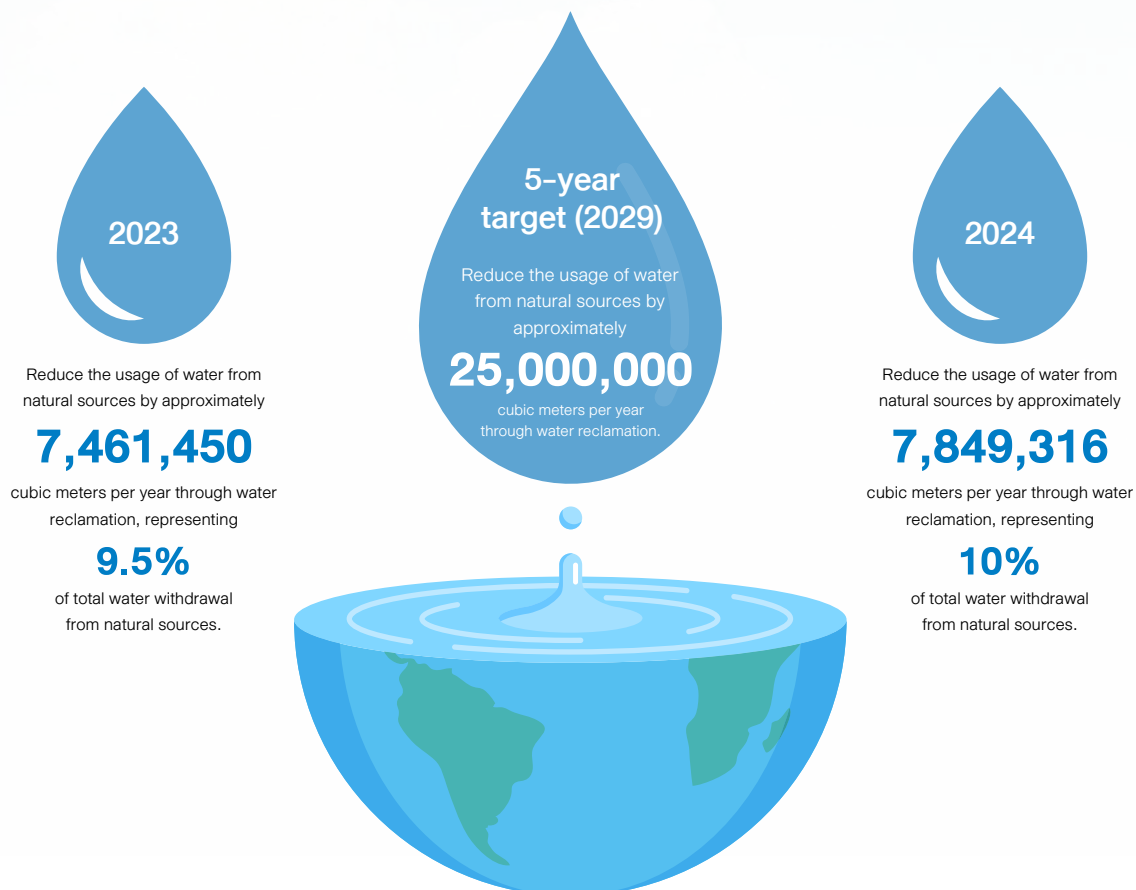 2023
Reduce the usage of water from
natural sources by approximately
7,461,450
cubic meters per year through water
reclamation, representing
9.5%
of total water withdrawal
from natural sources.
5-year
target (2029)
Reduce the usage of water
from natural sources by
approximately
25,000,000
cubic meters per year
through water reclamation.
2024
Reduce the usage of water from
natural sources by approximately
7,849,316
cubic meters per year through water
reclamation, representing
10%
of total water withdrawal
from natural sources.